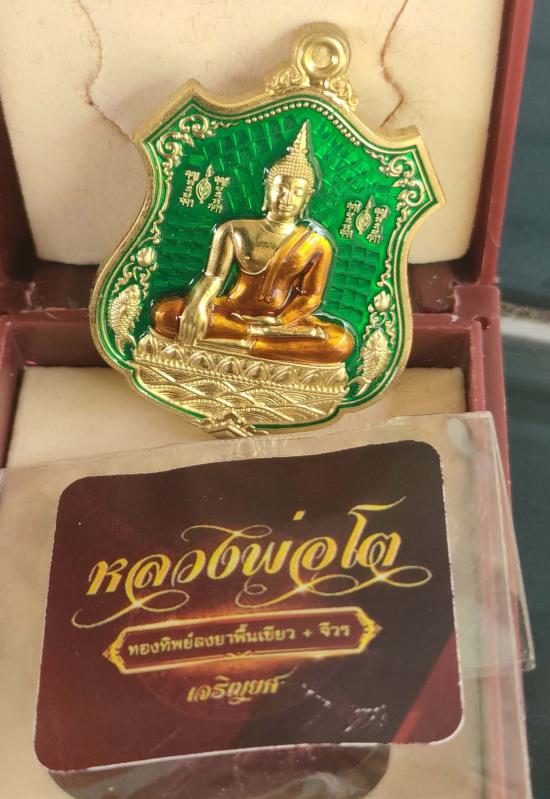 หลวงพ่อโต
ทองทิพย์ลงยาพื้นเขียว + จีวร
เจริญยศ